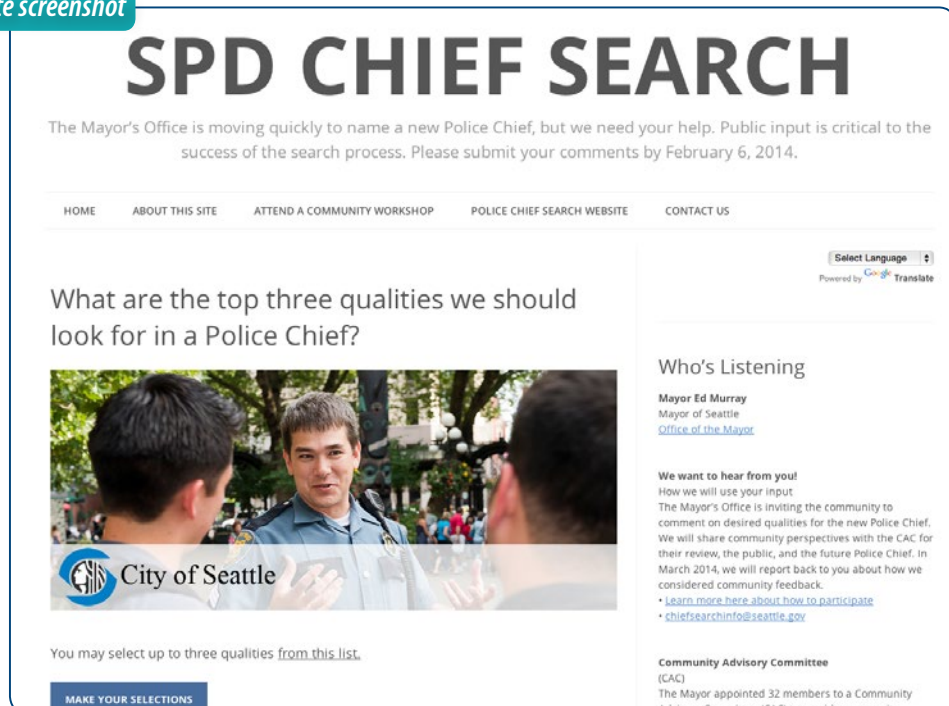 te screenshot
SPD CHIEF SEARCH
The Mayor's Office is moving quickly to name a new Police Chief, but we need your help. Public input is critical to the
success of the search process. Please submit your comments by February 6, 2014.
HOME ABOUT THIS SITE ATTEND A COMMUNITY WORKSHOP POLICE CHIEF SEARCH WEBSITE CONTACT US
Select Language
Powered by Google Translate
What are the top three qualities we should
look for in a Police Chief?
City of Seattle
You may select up to three qualities from this list.
MAKE YOUR SELECTIONS
Who's Listening
Mayor Ed Murray
Mayor of Seattle
Office of the Mayor
We want to hear from you!
How we will use your input
The Mayor's Office is inviting the community to
comment on desired qualities for the new Police Chief.
We will share community perspectives with the CAC for
their review, the public, and the future Police Chief. In
March 2014, we will report back to you about how we
considered community feedback.
• Learn more here about how to participate
• chiefsearchinfo@seattle.gov
Community Advisory Committee
(CAC)
The Mayor appointed 32 members to a Community